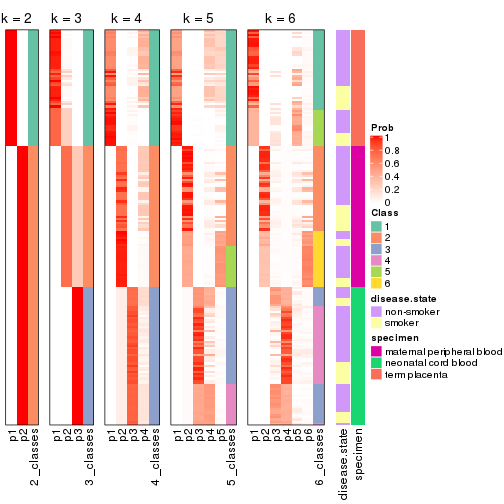 k = 2 k = 3 k = 4 k = 5 k = 6
Prob
1
0.8
0.6
0.4
0.2
0
Class
1
2
3
4
5
6
disease.state
non-smoker
smoker
specimen
maternal peripheral blood
neonatal cord blood
term placenta
p1
p2
2_classes
p1
p2
p3
3_classes
p1
p2
p3
p4
4_classes
p1
p2
p3
p4
p5
5_classes
p1
p2
p3
p4
p5
p6
6_classes
disease.state
specimen